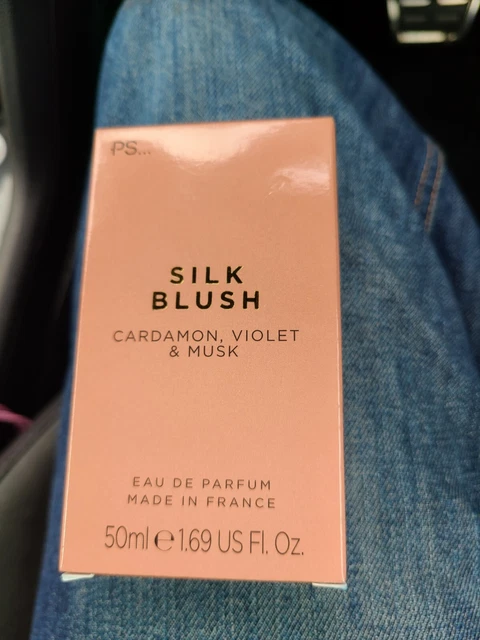 PS...
SILK
BLUSH
CARDAMON, VIOLET
& MUSK
EAU DE PARFUM
MADE IN FRANCE
50ml ℮ 1.69 US Fl. Oz.